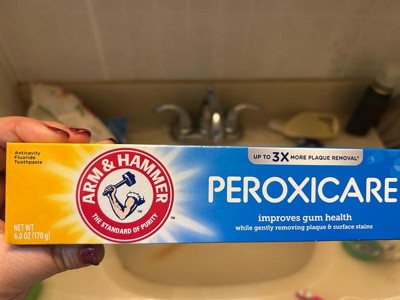 Anticavity
Fluoride
Toothpaste
ARM & HAMMER
THE STANDARD OF PURITY
™
NET WT
6.0 OZ (170 g)
UP TO 3X MORE PLAQUE REMOVAL*
PEROXICARE
improves gum health
while gently removing plaque & surface stains